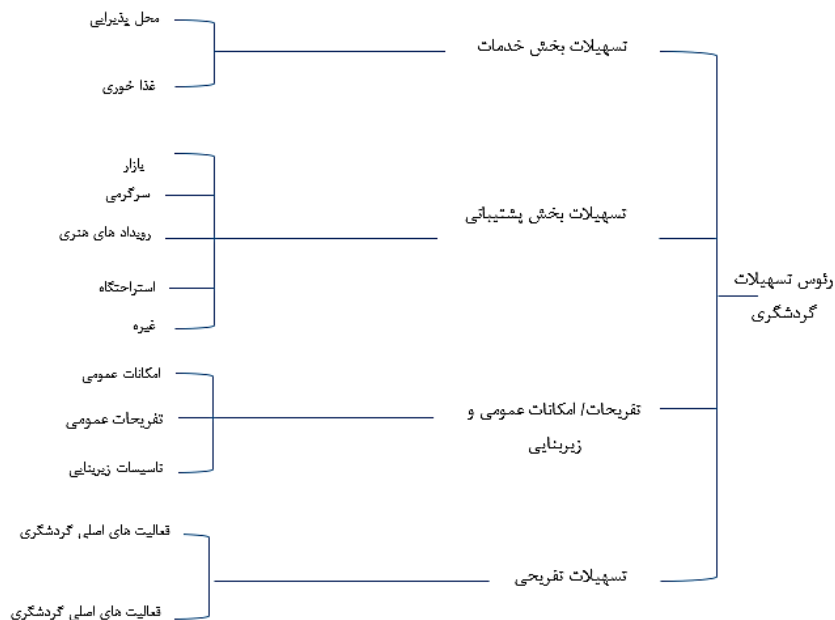 رئوس تسهیلات
گردشگری
تسهیلات بخش خدمات
محل پذیرایی
غذا خوری
تسهیلات بخش پشتیبانی
بازار
سرگرمی
رویداد های هنری
استراحتگاه
غیره
تفریحات/ امکانات عمومی و
زیربنایی
امکانات عمومی
تفریحات عمومی
تاسیسات زیربنایی
تسهیلات تفریحی
فعالیت های اصلی گردشگری
فعالیت های اصلی گردشگری